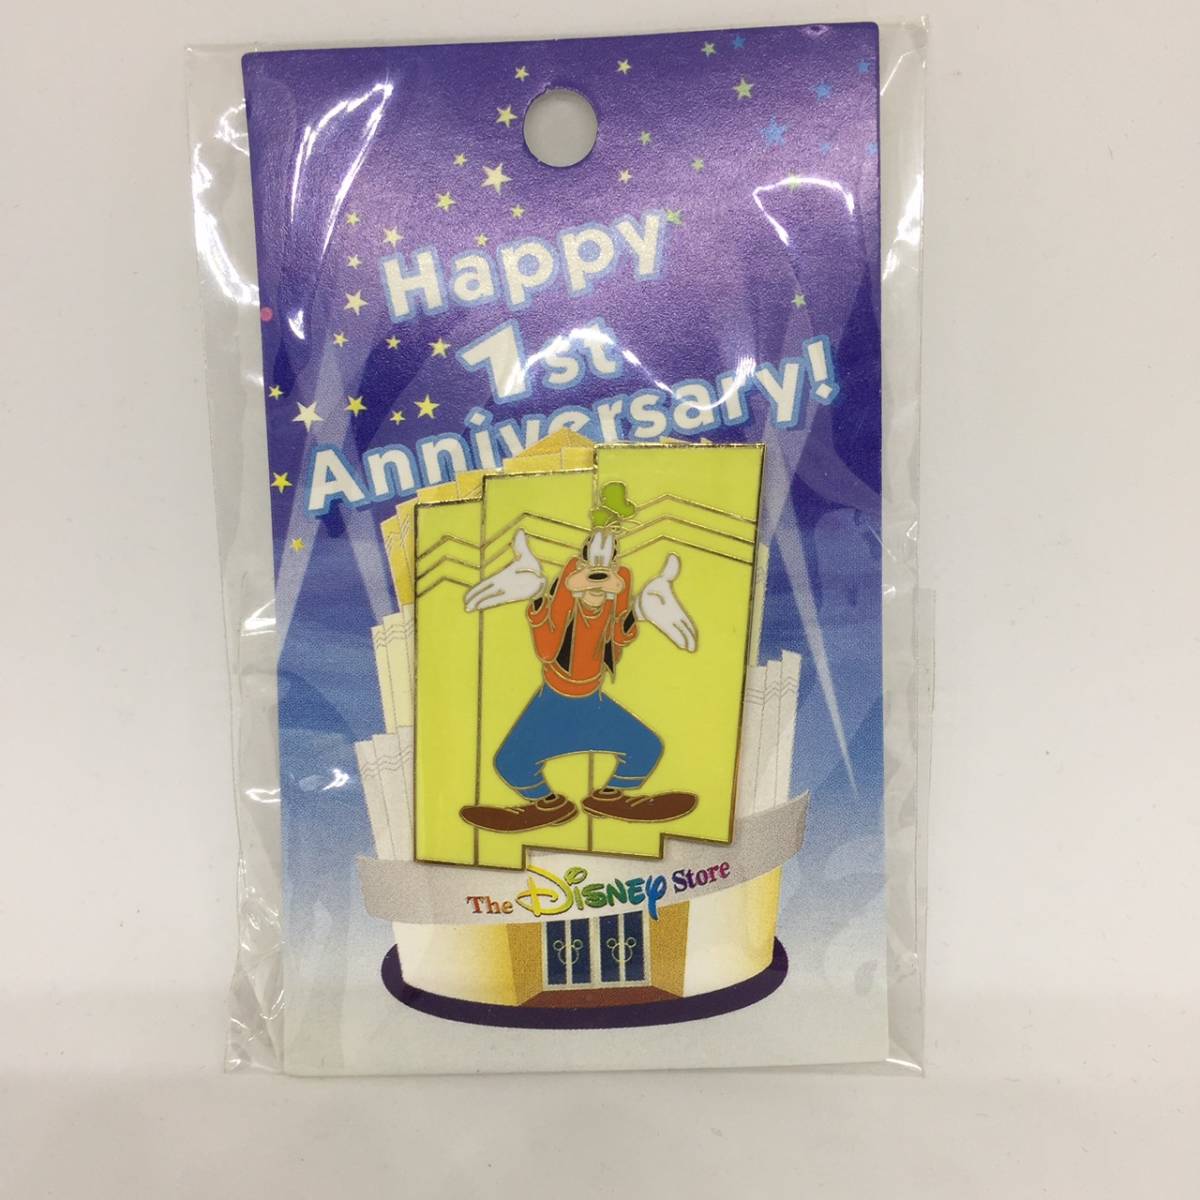 Happy
1st
Anniversary!
The Disney Store